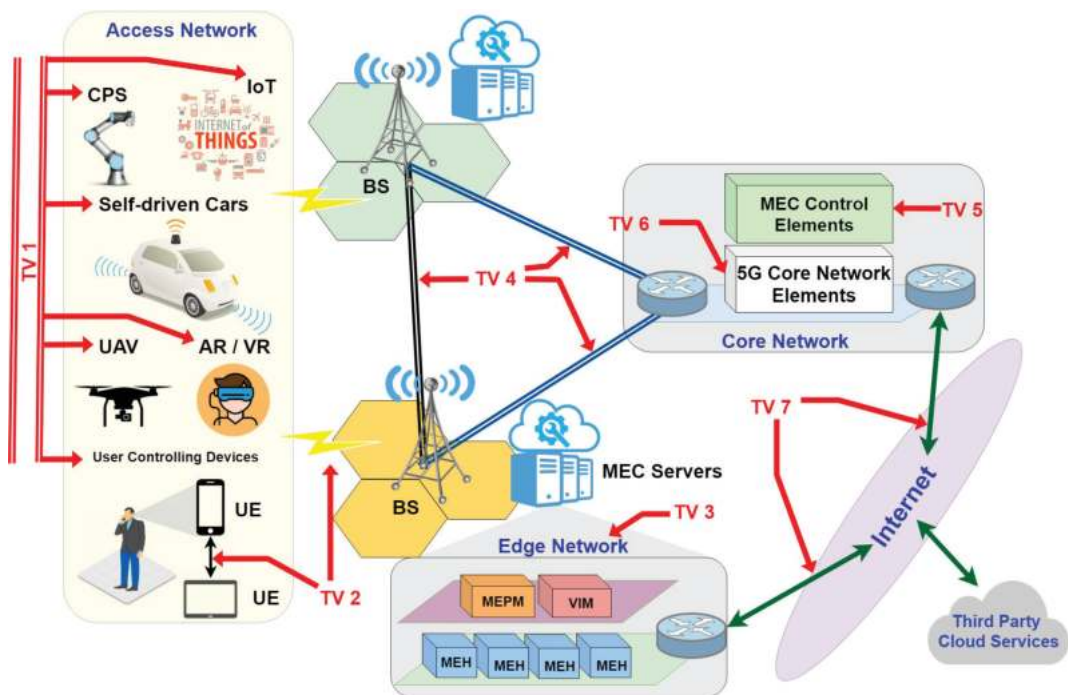 Access Network
IoT
CPS
INTERNET of
THINGS
Self-driven Cars
TV 1
UAV
AR / VR
User Controlling Devices
UE
UE
TV 2
BS
BS
TV 4
MEC Servers
TV 3
Edge Network
MEPM
VIM
MEH
MEH
MEH
MEH
TV 6
MEC Control
Elements
TV 5
5G Core Network
Elements
Core Network
TV 7
Internet
Third Party
Cloud Services